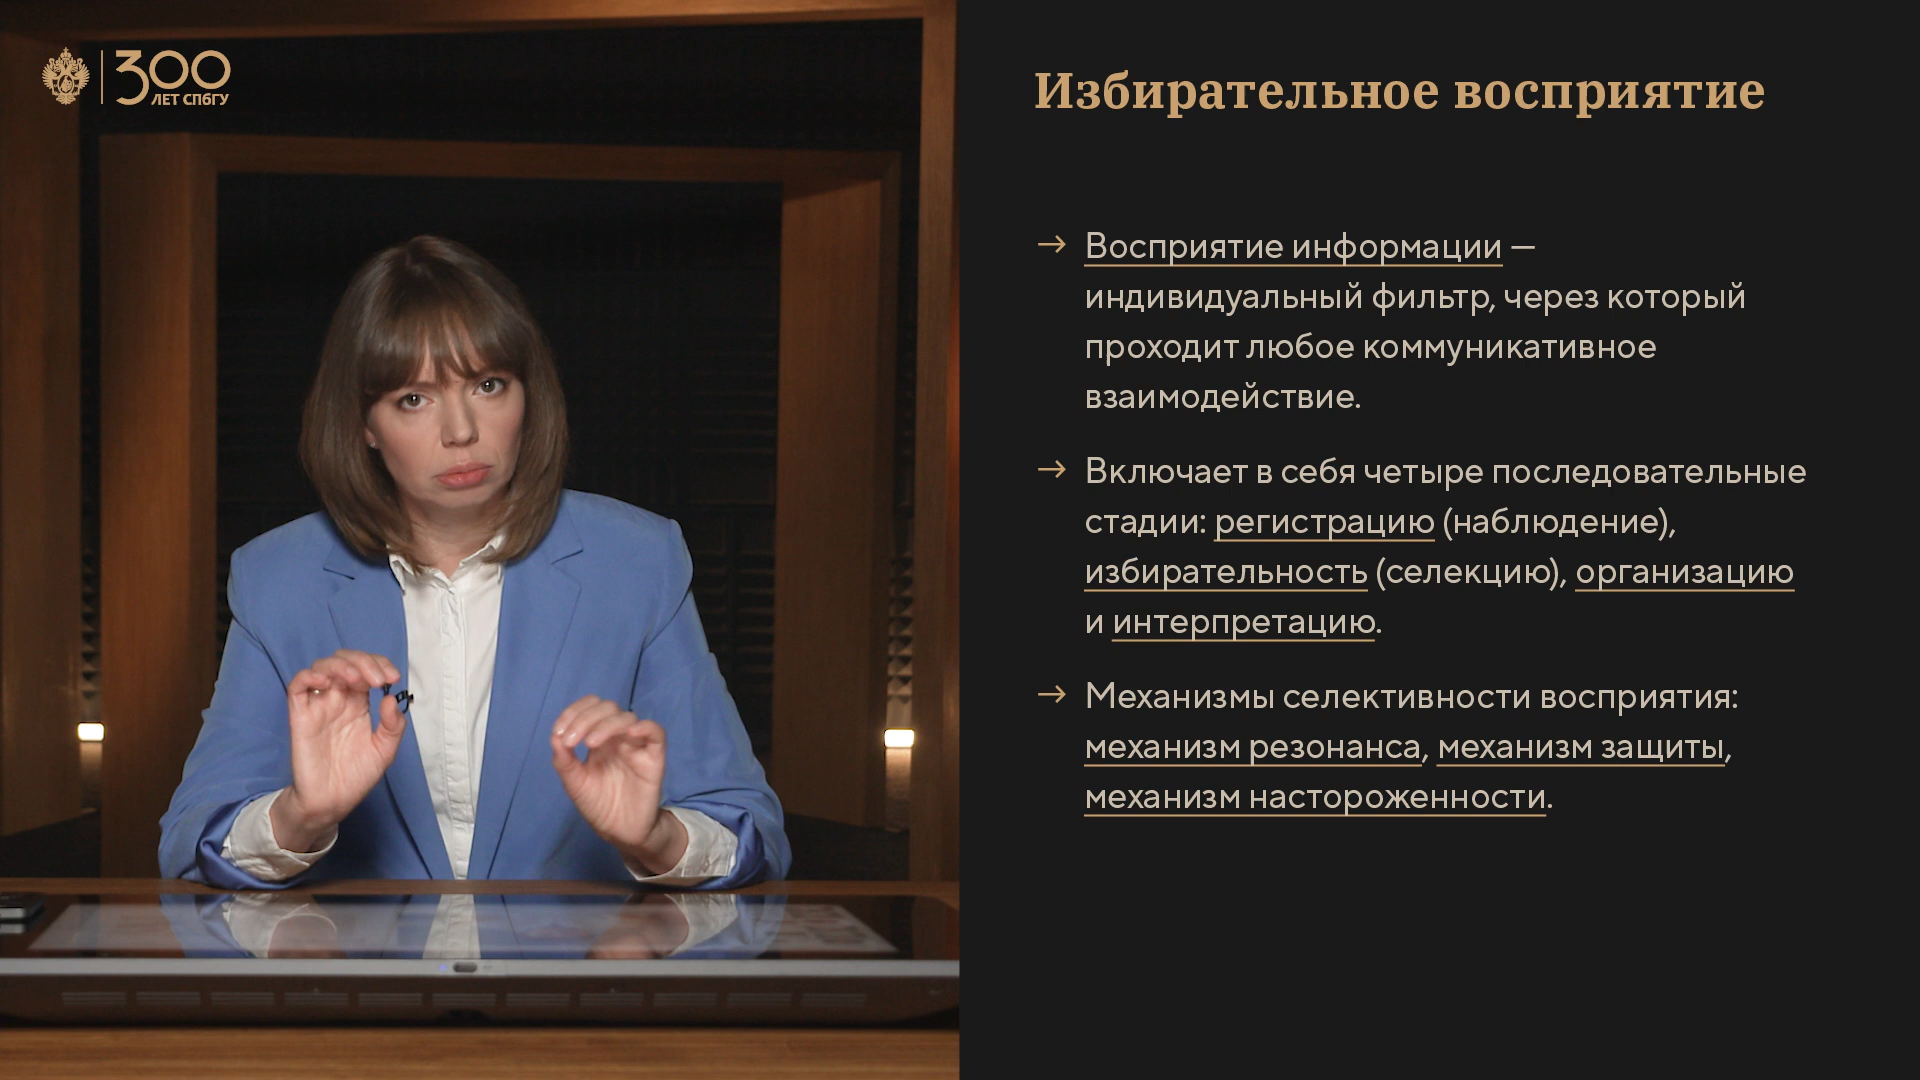 300
ЛЕТ СПбГУ
Избирательное восприятие
→ Восприятие информации —
индивидуальный фильтр, через который
проходит любое коммуникативное
взаимодействие.
→ Включает в себя четыре последовательные
стадии: регистрацию (наблюдение),
избирательность (селекцию), организацию
и интерпретацию.
→ Механизмы селективности восприятия:
механизм резонанса, механизм защиты,
механизм настороженности.